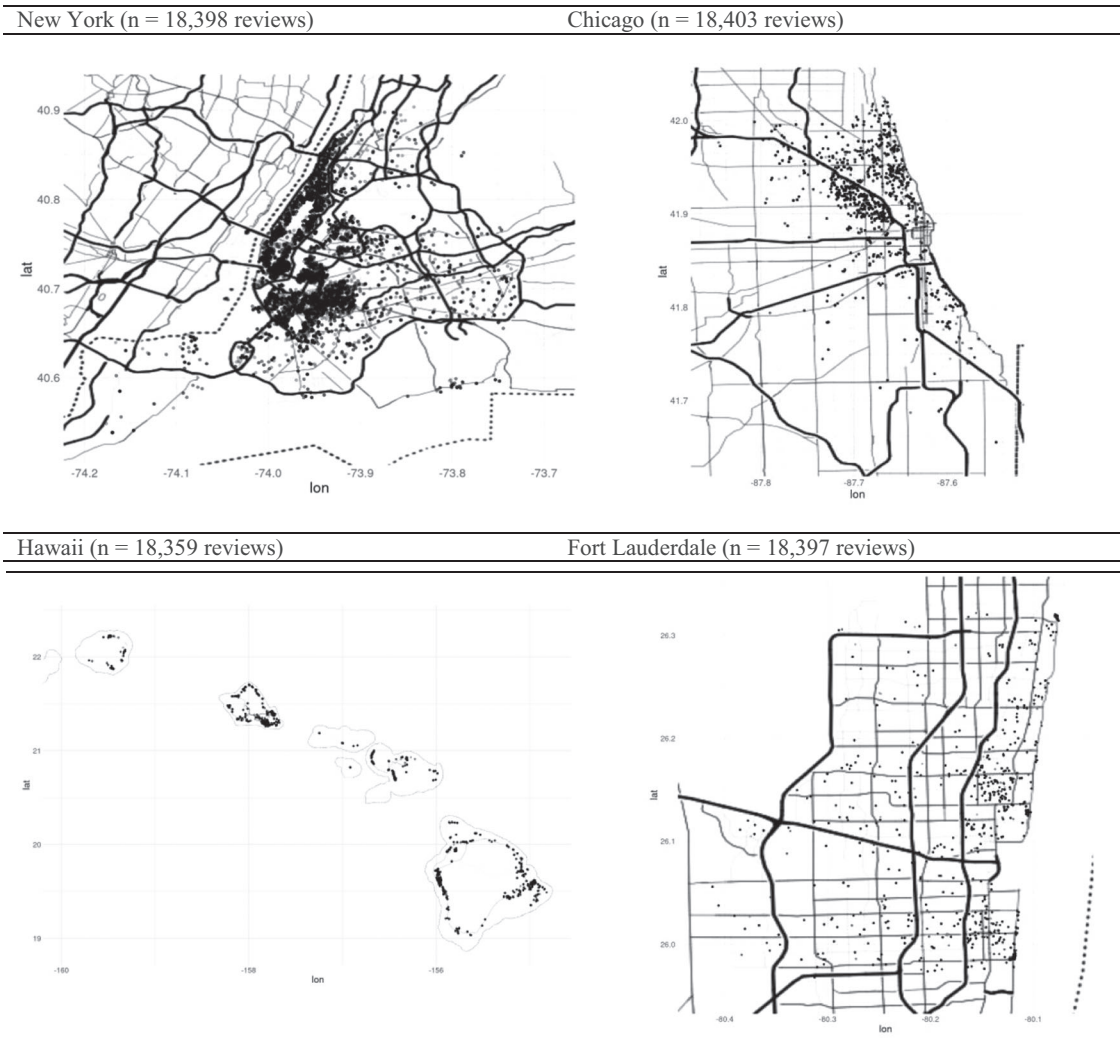 New York (n = 18,398 reviews)
Chicago (n = 18,403 reviews)
40.9
40.8
40.7
40.6
lat
-74.2 -74.1 -74.0 -73.9 -73.8 -73.7
lon
42.0
41.9
41.8
41.7
lat
-87.8 -87.7 -87.6
lon
Hawaii (n = 18,359 reviews)
Fort Lauderdale (n = 18,397 reviews)
22
21
20
19
lat
-160 -158 -156
lon
26.3
26.2
26.1
26.0
lat
-80.4 -80.3 -80.2 -80.1
lon